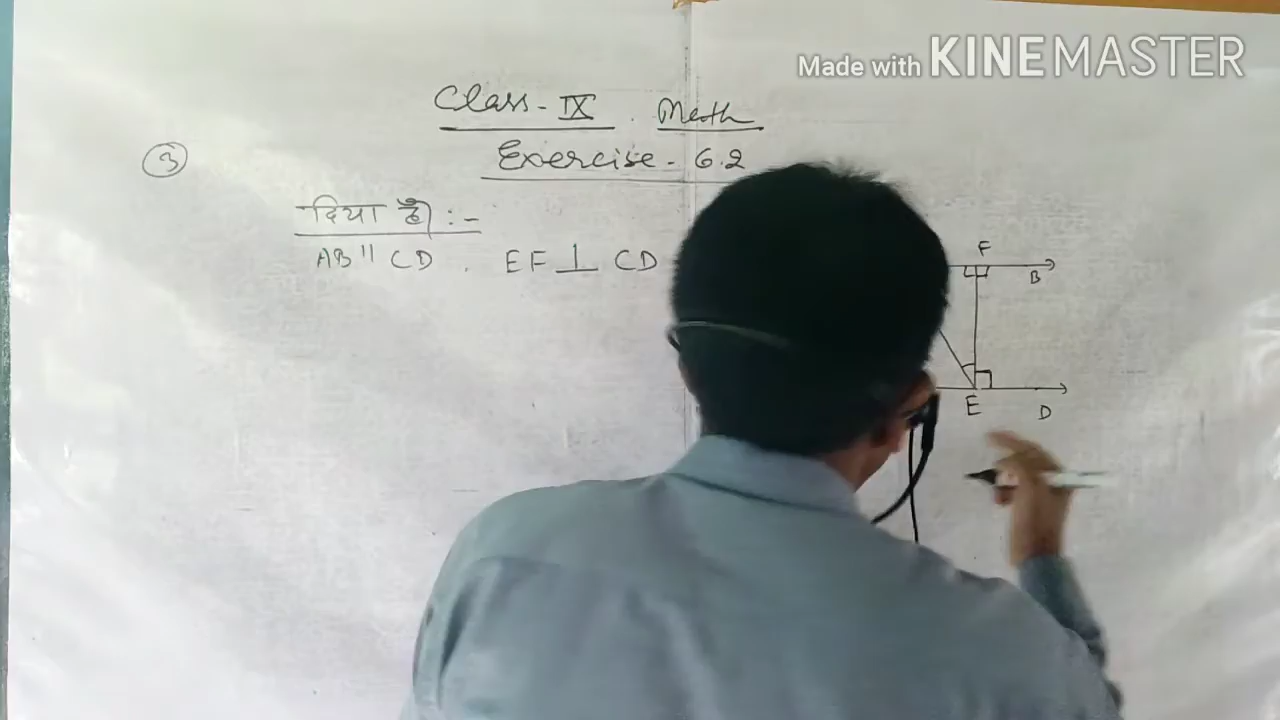 Made with KINEMASTER
Class - IX . Math
③ Exercise - 6.2
दिया है :-
AB || CD . EF ⊥ CD
F
B
E
D